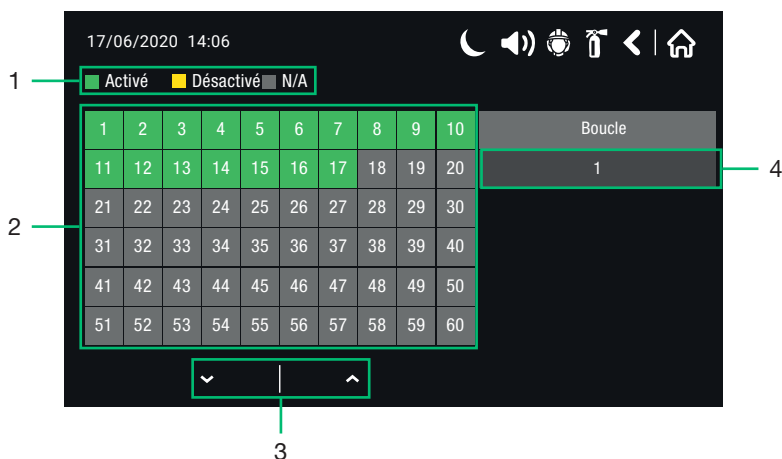 17/06/2020 14:06
1
Activé Désactivé N/A
1 2 3 4 5 6 7 8 9 10 Boucle
11 12 13 14 15 16 17 18 19 20 1 4
21 22 23 24 25 26 27 28 29 30
2
31 32 33 34 35 36 37 38 39 40
41 42 43 44 45 46 47 48 49 50
51 52 53 54 55 56 57 58 59 60
3